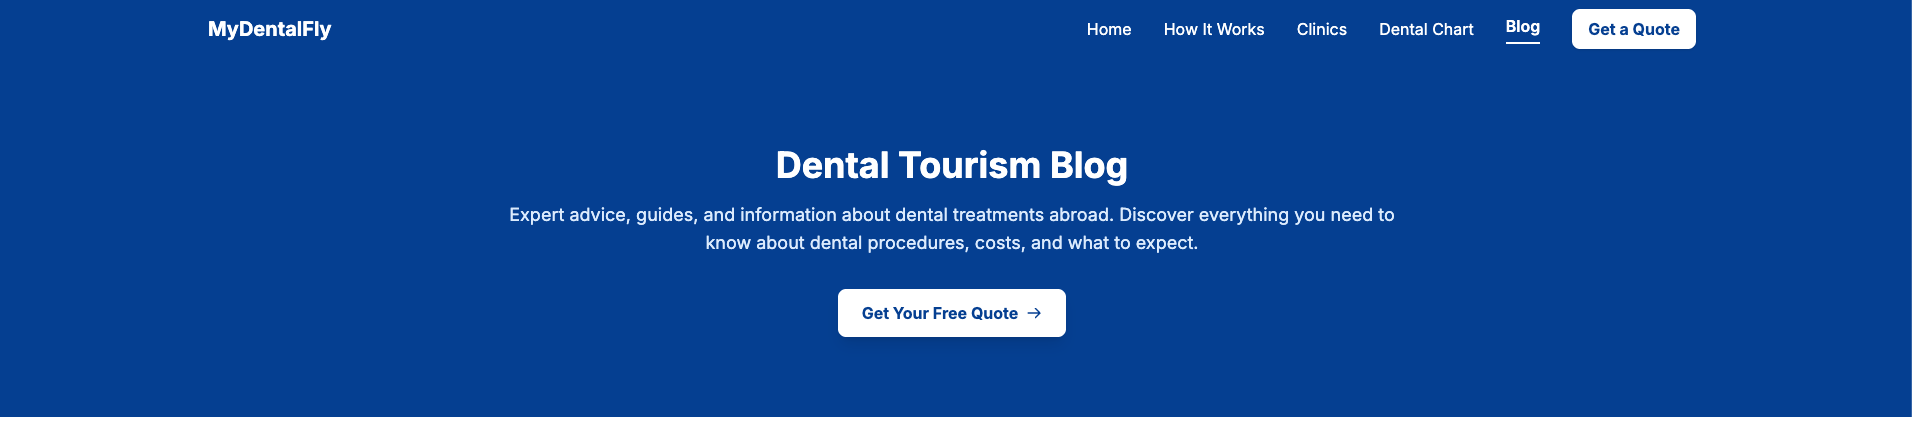 MyDentalFly
Home
How It Works
Clinics
Dental Chart
Blog
Get a Quote
Dental Tourism Blog
Expert advice, guides, and information about dental treatments abroad. Discover everything you need to
know about dental procedures, costs, and what to expect.
Get Your Free Quote →